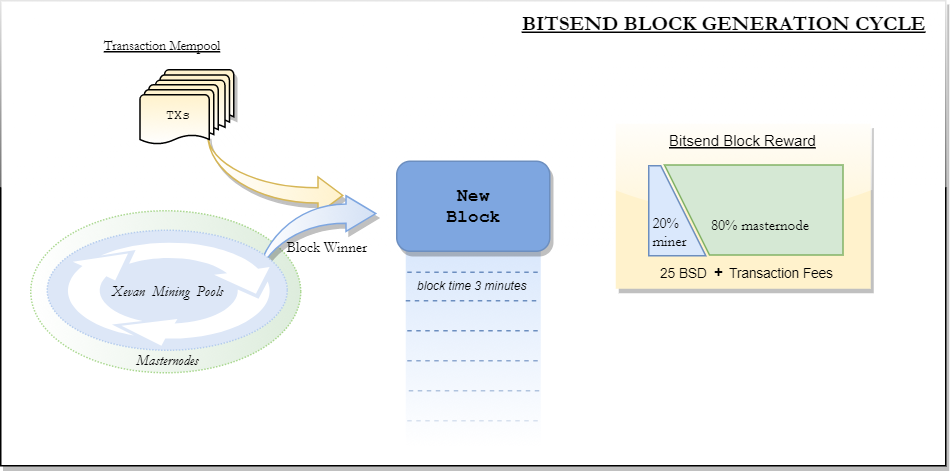 BITSEND BLOCK GENERATION CYCLE
Transaction Mempool
TXs
New
Block
Block Winner
Xevan Mining Pools
Masternodes
block time 3 minutes
Bitsend Block Reward
20%
miner
80% masternode
25 BSD + Transaction Fees